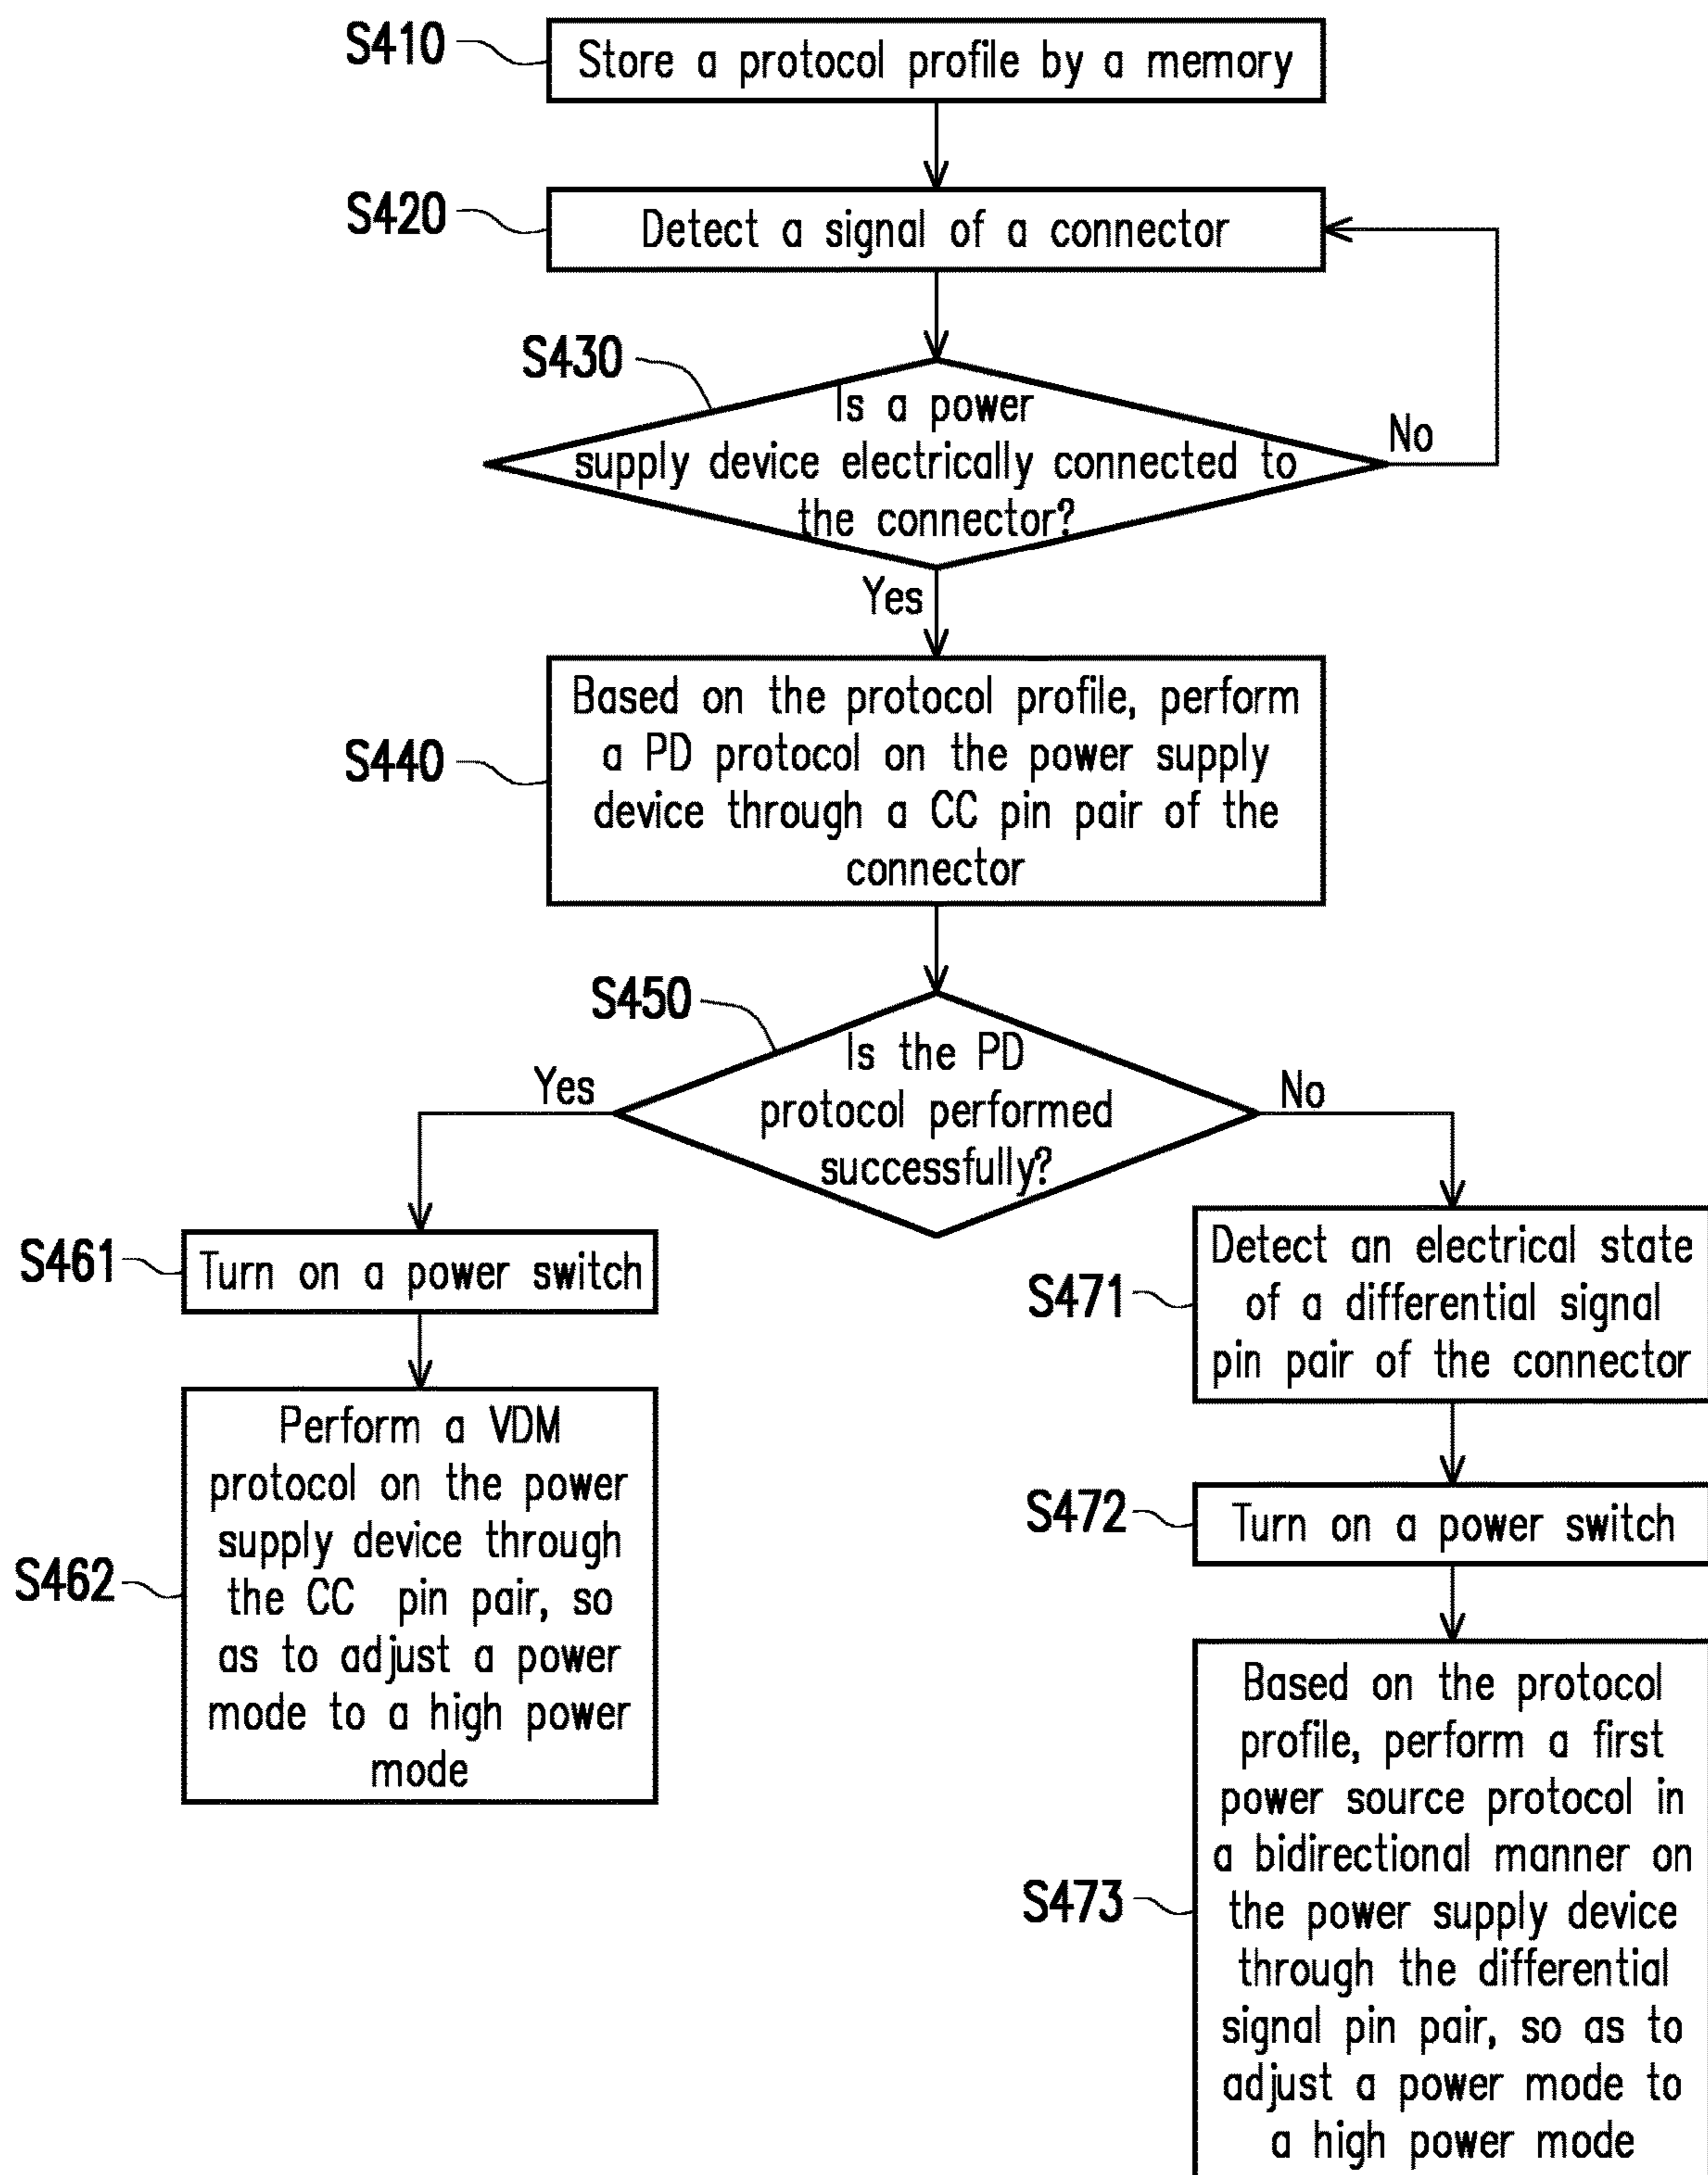 S410
Store a protocol profile by a memory
S420
Detect a signal of a connector
S430
Is a power
supply device electrically connected to
the connector?
No
Yes
S440
Based on the protocol profile, perform
a PD protocol on the power supply
device through a CC pin pair of the
connector
S450
Is the PD
protocol performed
successfully?
Yes
No
S461
Turn on a power switch
S462
Perform a VDM
protocol on the power
supply device through
the CC pin pair, so
as to adjust a power
mode to a high power
mode
S471
Detect an electrical state
of a differential signal
pin pair of the connector
S472
Turn on a power switch
S473
Based on the protocol
profile, perform a first
power source protocol in
a bidirectional manner on
the power supply device
through the differential
signal pin pair, so as to
adjust a power mode to
a high power mode